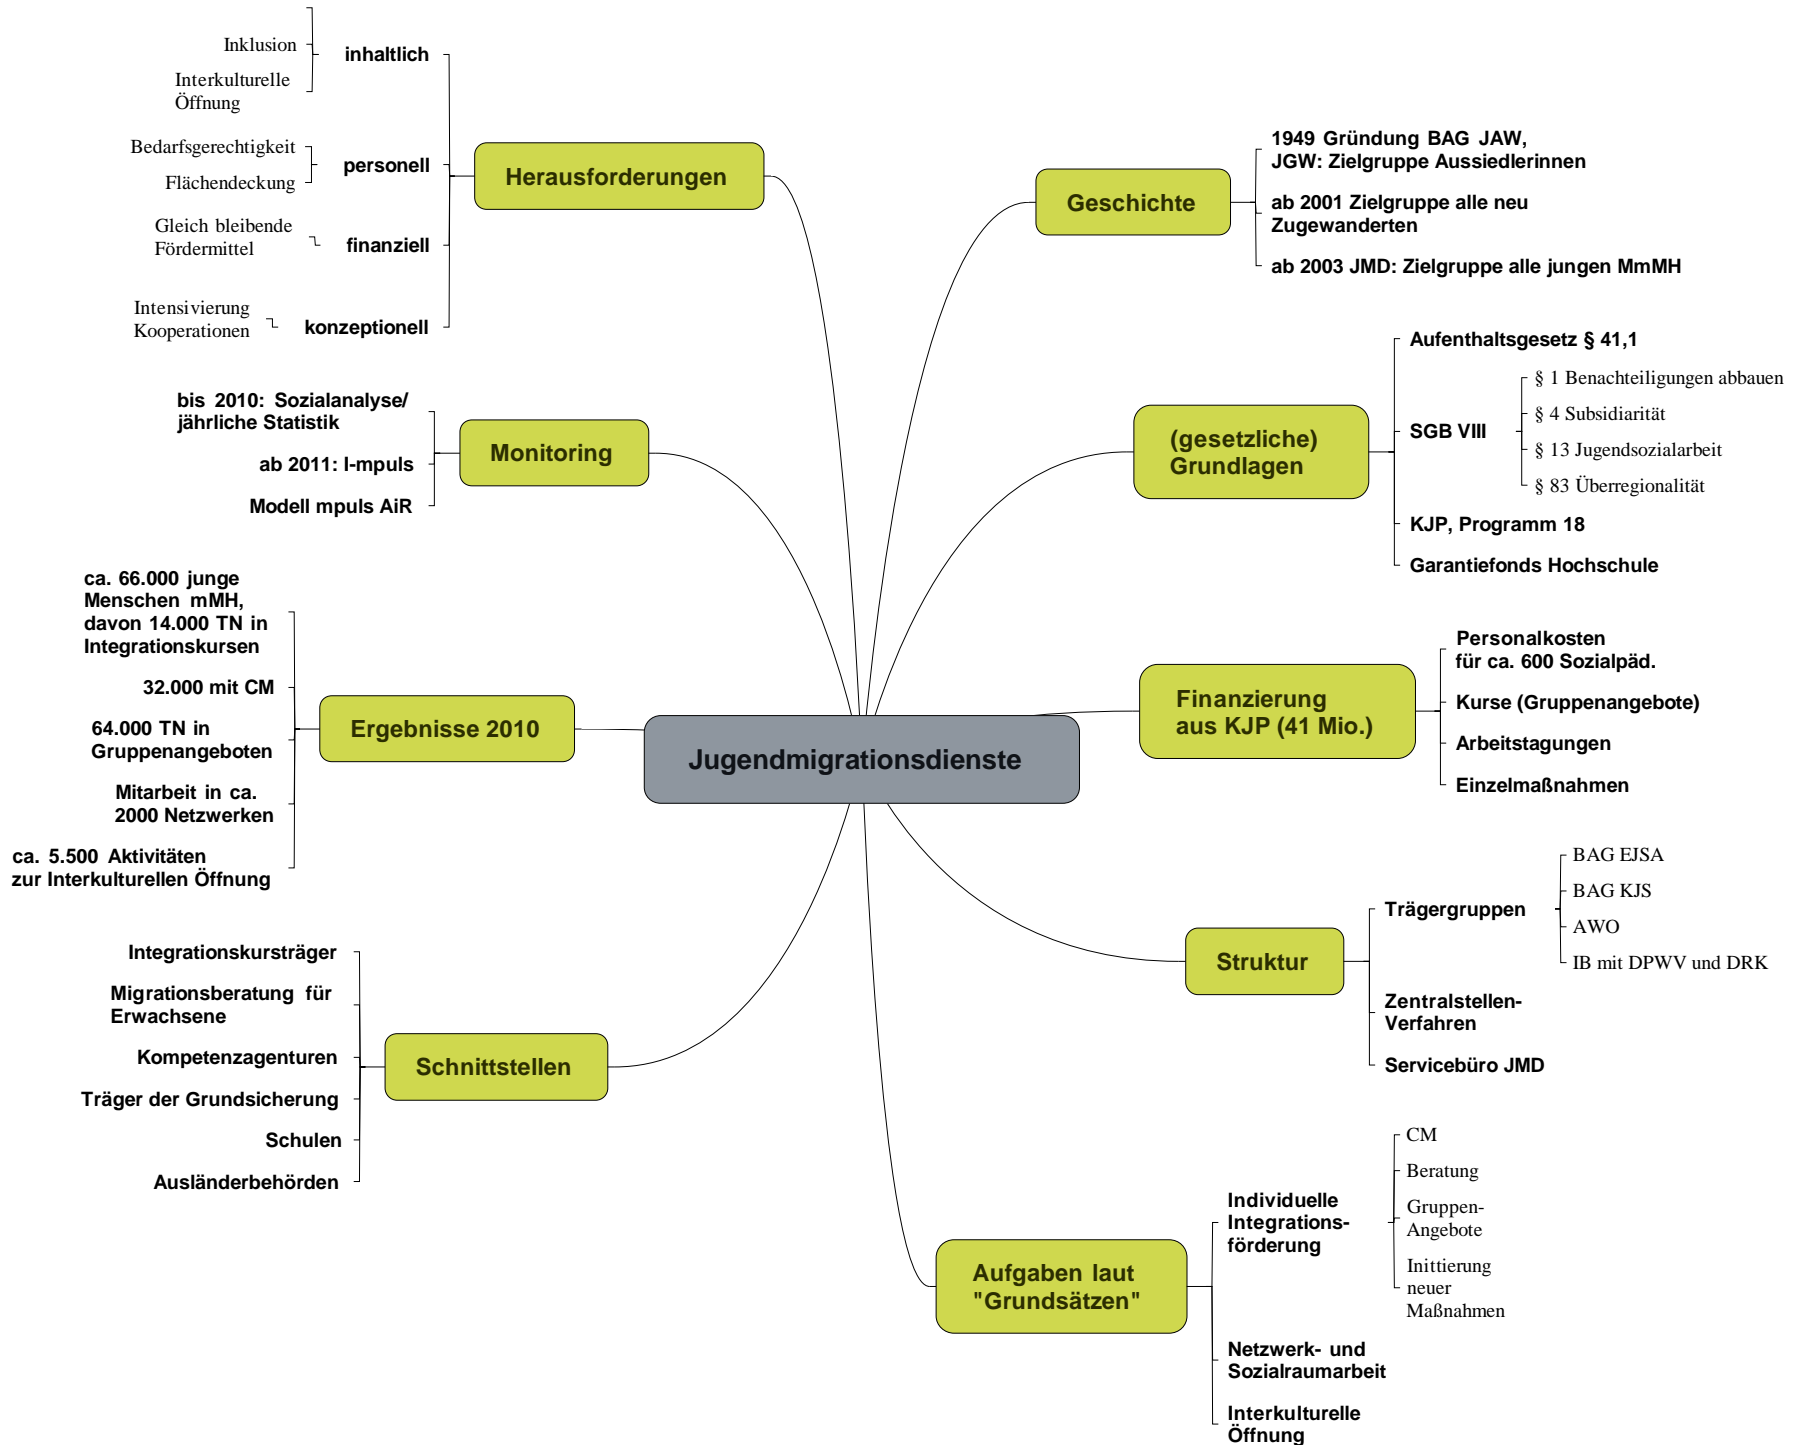 Jugendmigrationsdienste
Geschichte
1949 Gründung BAG JAW,
JGW: Zielgruppe Aussiedlerinnen
ab 2001 Zielgruppe alle neu
Zugewanderten
ab 2003 JMD: Zielgruppe alle jungen MmMH
(gesetzliche)
Grundlagen
Aufenthaltsgesetz § 41,1
SGB VIII
§ 1 Benachteiligungen abbauen
§ 4 Subsidiarität
§ 13 Jugendsozialarbeit
§ 83 Überregionalität
KJP, Programm 18
Garantiefonds Hochschule
Finanzierung
aus KJP (41 Mio.)
Personalkosten
für ca. 600 Sozialpäd.
Kurse (Gruppenangebote)
Arbeitstagungen
Einzelmaßnahmen
Struktur
Trägergruppen
BAG EJSA
BAG KJS
AWO
IB mit DPWV und DRK
Zentralstellen-
Verfahren
Servicebüro JMD
Aufgaben laut
"Grundsätzen"
Individuelle
Integrations-
förderung
CM
Beratung
Gruppen-
Angebote
Inittierung
neuer
Maßnahmen
Netzwerk- und
Sozialraumarbeit
Interkulturelle
Öffnung
Herausforderungen
inhaltlich
Inklusion
Interkulturelle
Öffnung
personell
Bedarfsgerechtigkeit
Flächendeckung
finanziell
Gleich bleibende
Fördermittel
konzeptionell
Intensivierung
Kooperationen
Monitoring
bis 2010: Sozialanalyse/
jährliche Statistik
ab 2011: I-mpuls
Modell mpuls AiR
Ergebnisse 2010
ca. 66.000 junge
Menschen mMH,
davon 14.000 TN in
Integrationskursen
32.000 mit CM
64.000 TN in
Gruppenangeboten
Mitarbeit in ca.
2000 Netzwerken
ca. 5.500 Aktivitäten
zur Interkulturellen Öffnung
Schnittstellen
Integrationskursträger
Migrationsberatung für
Erwachsene
Kompetenzagenturen
Träger der Grundsicherung
Schulen
Ausländerbehörden